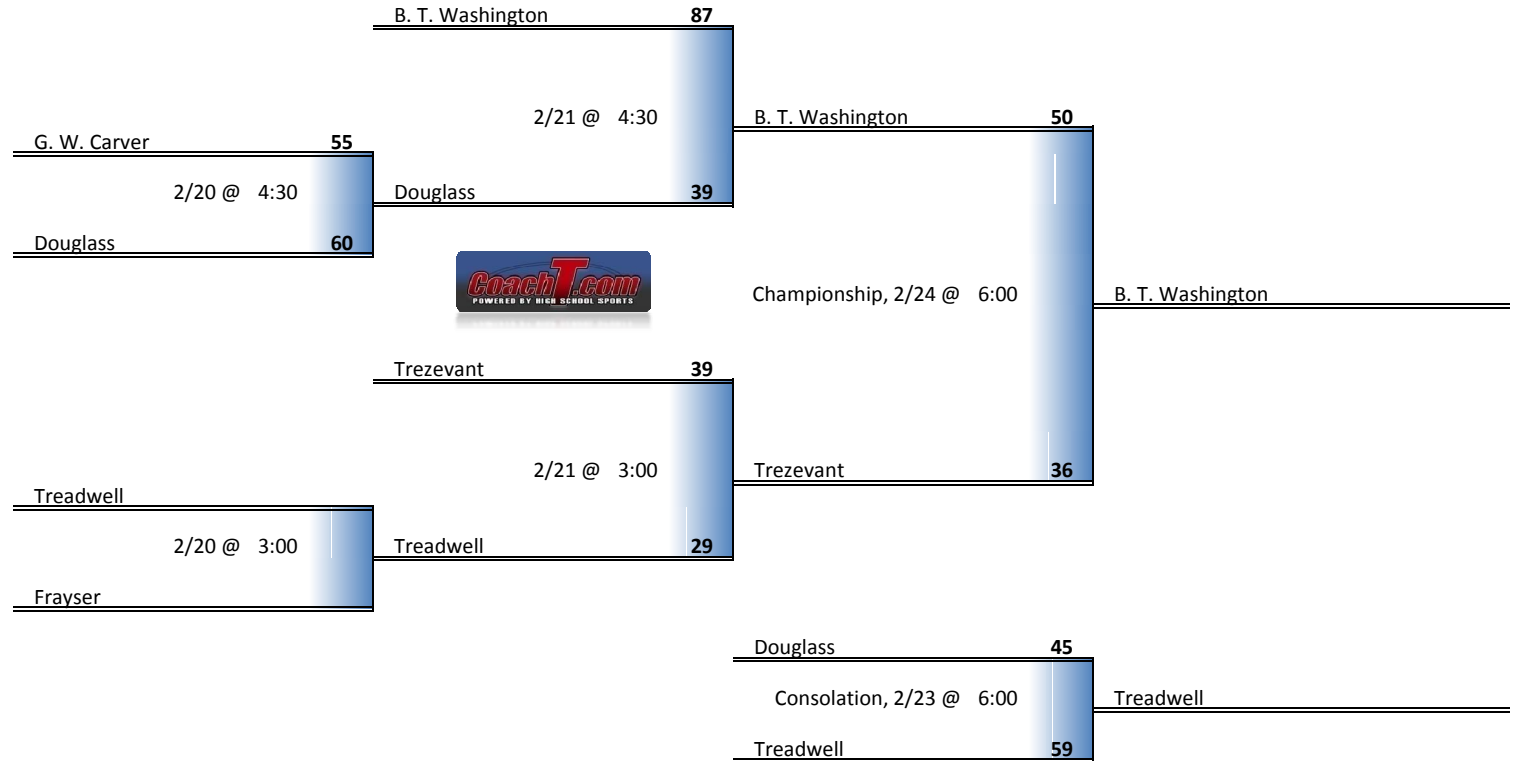 B. T. Washington 87
2/21 @ 4:30
B. T. Washington 50
G. W. Carver 55
2/20 @ 4:30
Douglass 39
Douglass 60
CoachT.com
POWERED BY HIGH SCHOOL SPORTS
Championship, 2/24 @ 6:00
B. T. Washington
Trezevant 39
2/21 @ 3:00
Trezevant 36
Treadwell
2/20 @ 3:00
Treadwell 29
Frayser
Douglass 45
Consolation, 2/23 @ 6:00
Treadwell
Treadwell 59